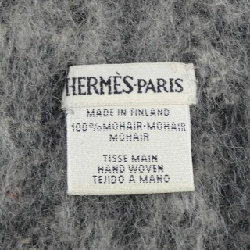 HERMÈS-PARIS
MADE IN FINLAND
100%MOHAIR-MOHAIR
MOHAIR
TISSE MAIN
HAND WOVEN
TEJIDO A MANO